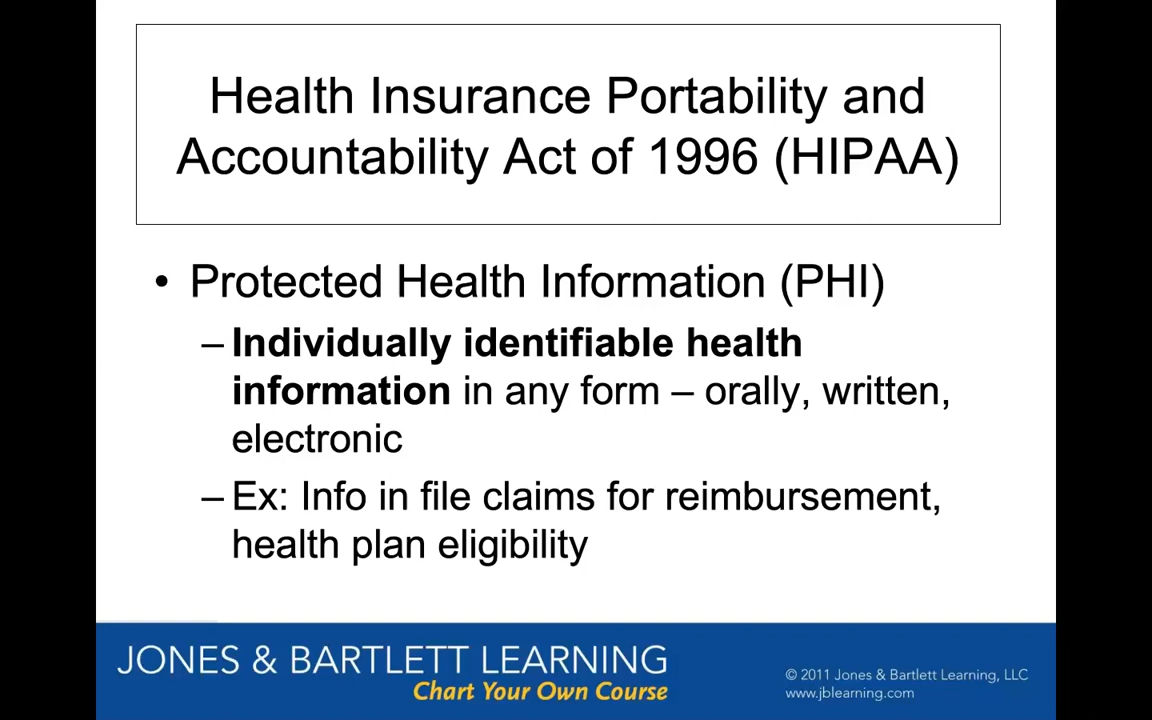 Health Insurance Portability and
Accountability Act of 1996 (HIPAA)
• Protected Health Information (PHI)
– Individually identifiable health
information in any form – orally, written,
electronic
– Ex: Info in file claims for reimbursement,
health plan eligibility
JONES & BARTLETT LEARNING
Chart Your Own Course
© 2011 Jones & Bartlett Learning, LLC
www.jblearning.com